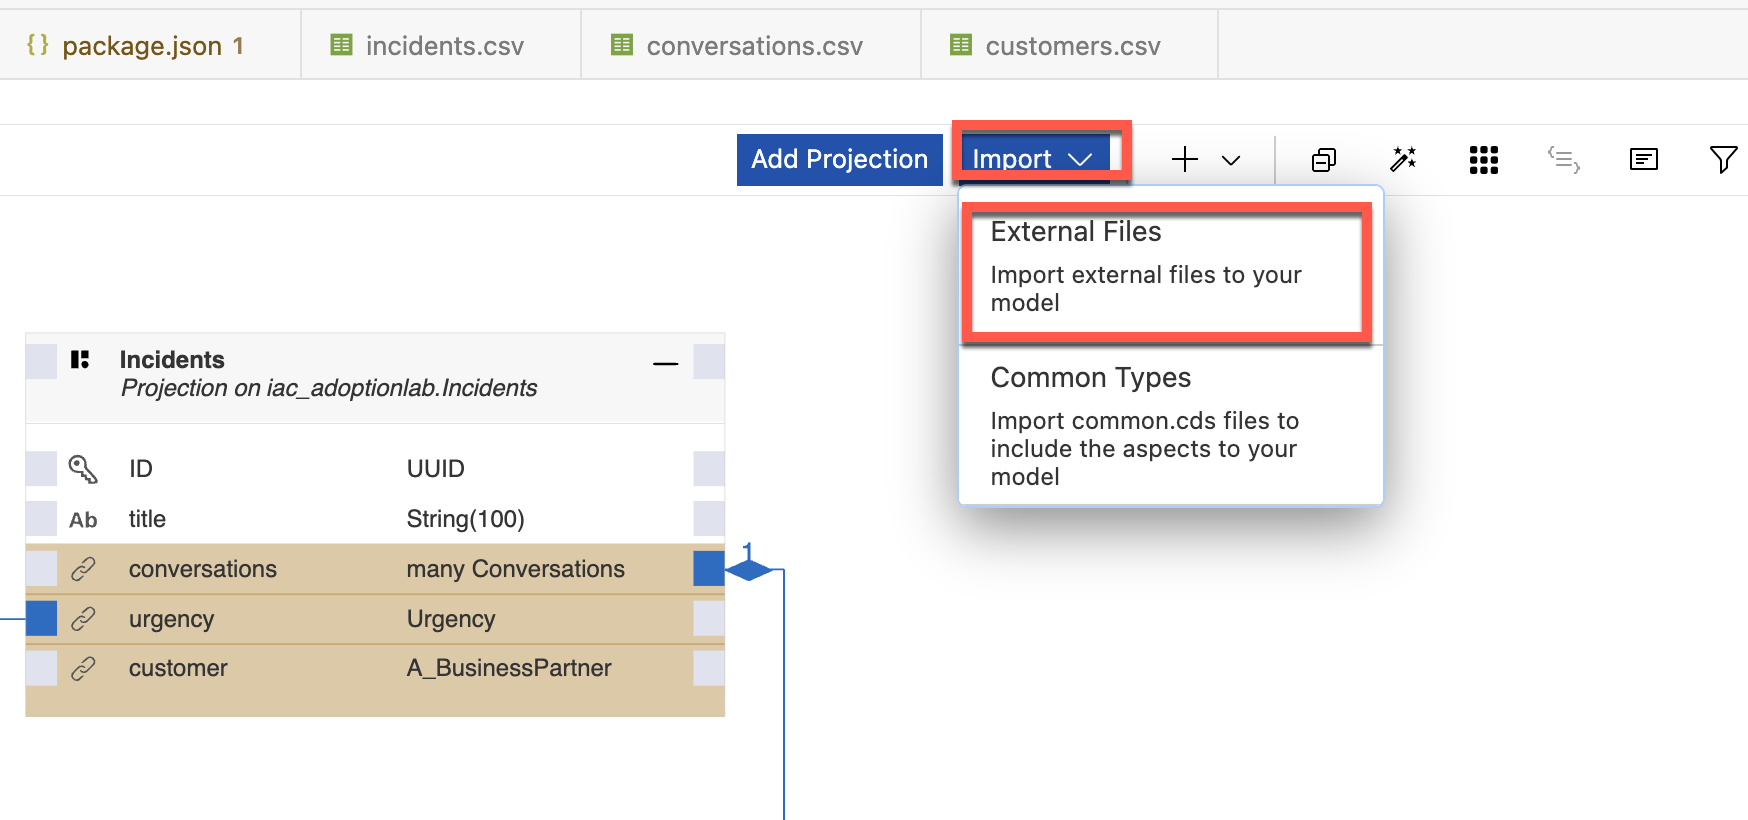 {} package.json 1
incidents.csv
conversations.csv
customers.csv
Add Projection
Import
External Files
Import external files to your
model
Common Types
Import common.cds files to
include the aspects to your
model
Incidents
Projection on iac_adoptionlab.Incidents
ID UUID
Ab title String(100)
conversations many Conversations
1
urgency Urgency
customer A_BusinessPartner